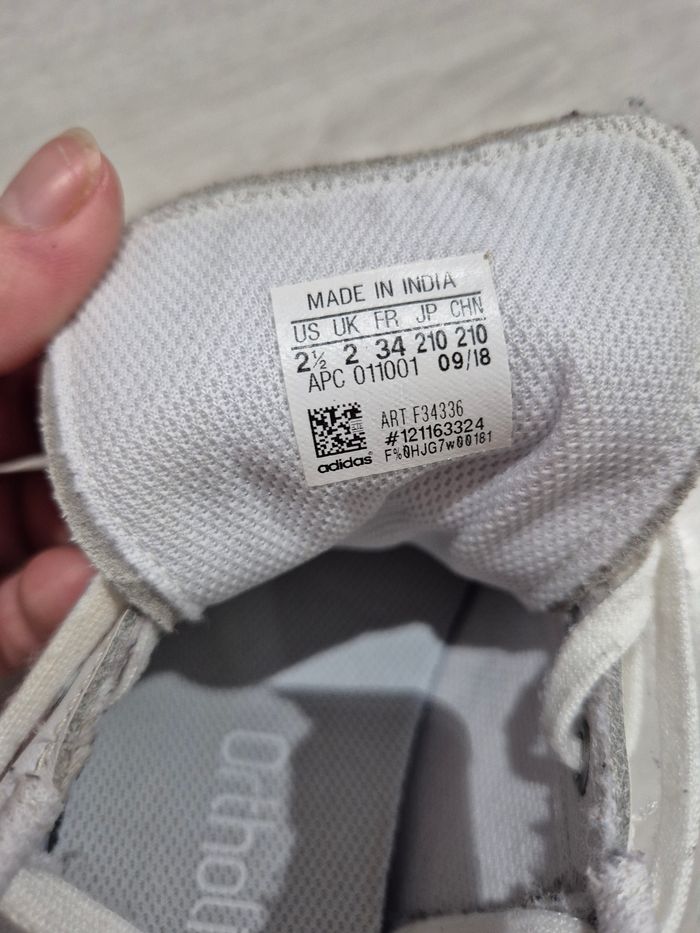 MADE IN INDIA
US UK FR JP CHN
2½ 2 34 210 210
APC 011001 09/18
ART F34336
#121163324
F%0HJG7w00181
adidas